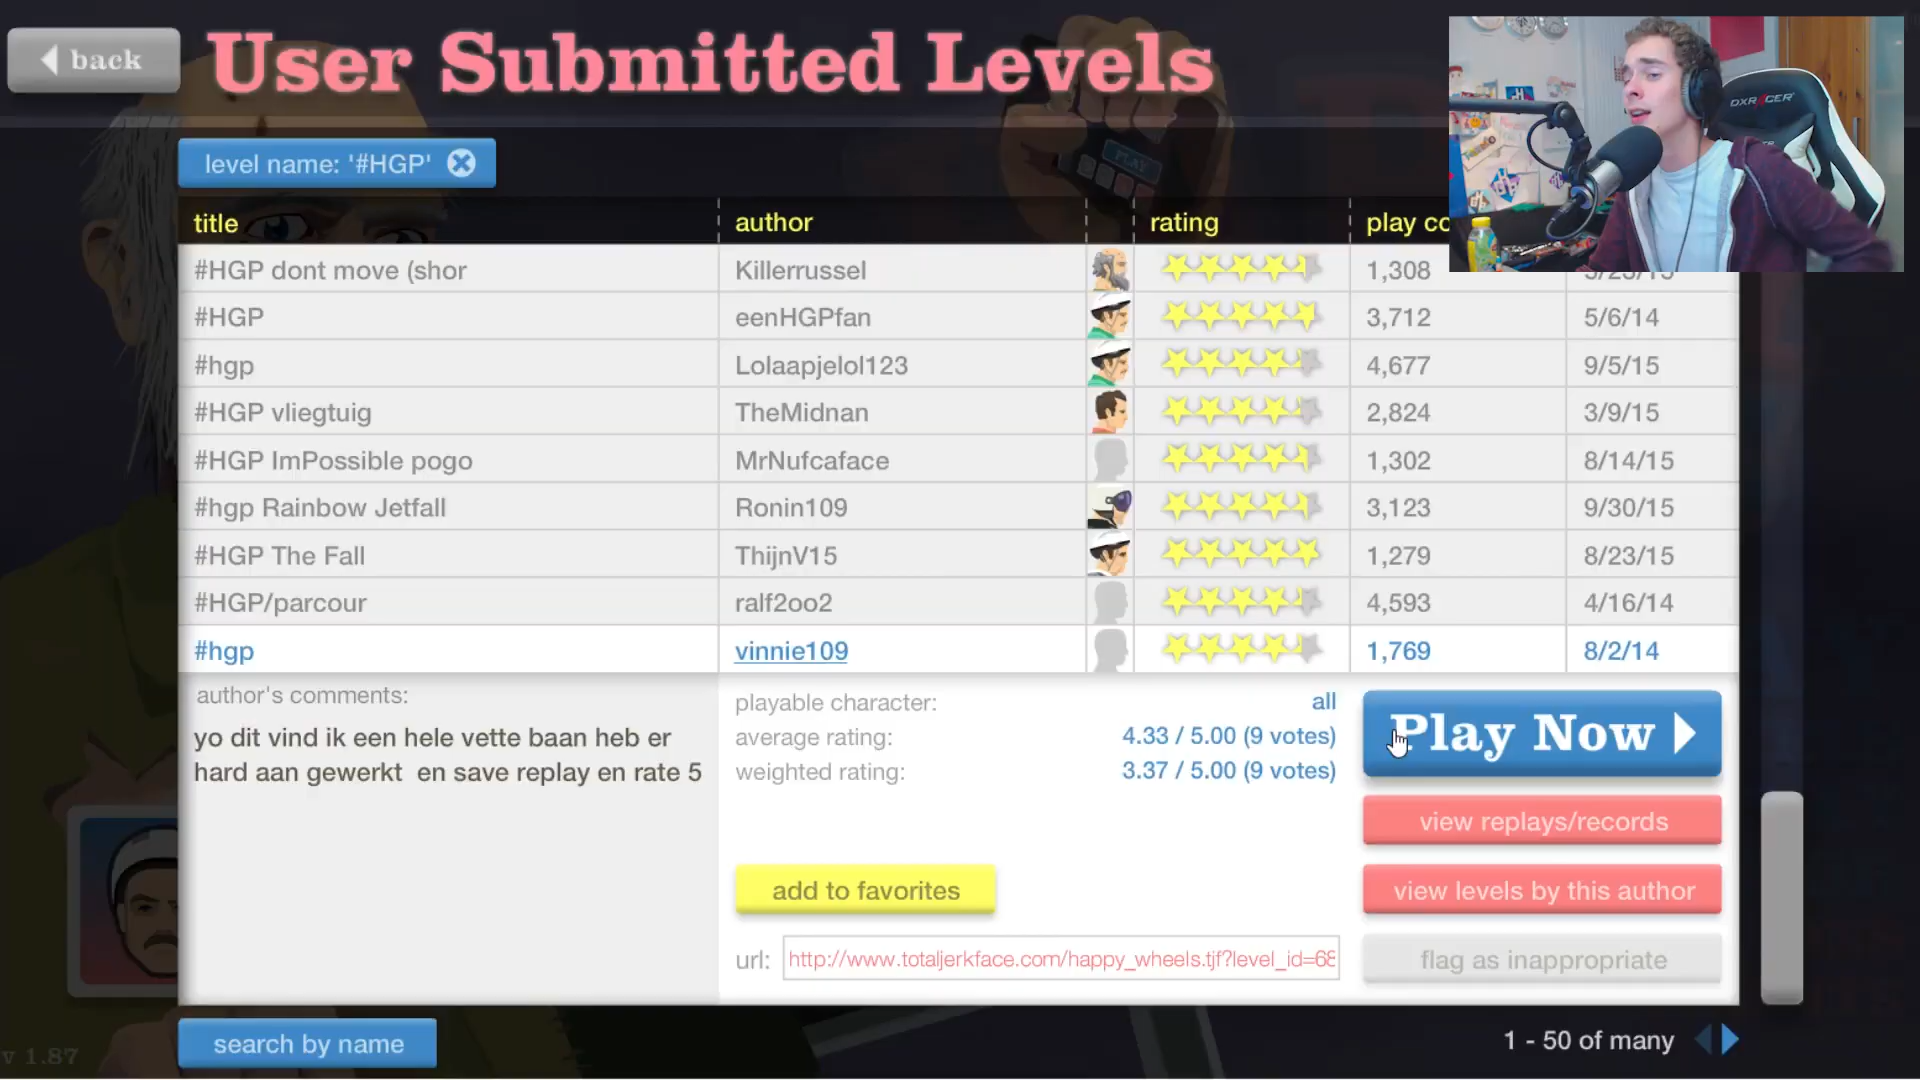 back
User Submitted Levels
DXRACER
PLAY
level name: '#HGP'
title author rating play co
#HGP dont move (shor Killerrussel 1,308
#HGP eenHGPfan 3,712 5/6/14
#hgp Lolaapjelol123 4,677 9/5/15
#HGP vliegtuig TheMidnan 2,824 3/9/15
#HGP ImPossible pogo MrNufcaface 1,302 8/14/15
#hgp Rainbow Jetfall Ronin109 3,123 9/30/15
#HGP The Fall ThijnV15 1,279 8/23/15
#HGP/parcour ralf2oo2 4,593 4/16/14
#hgp vinnie109 1,769 8/2/14
author's comments:
yo dit vind ik een hele vette baan heb er
hard aan gewerkt en save replay en rate 5
playable character: all
average rating: 4.33 / 5.00 (9 votes)
weighted rating: 3.37 / 5.00 (9 votes)
Play Now
view replays/records
add to favorites
view levels by this author
url: http://www.totaljerkface.com/happy_wheels.tjf?level_id=68
flag as inappropriate
v 1.87
search by name
1 - 50 of many